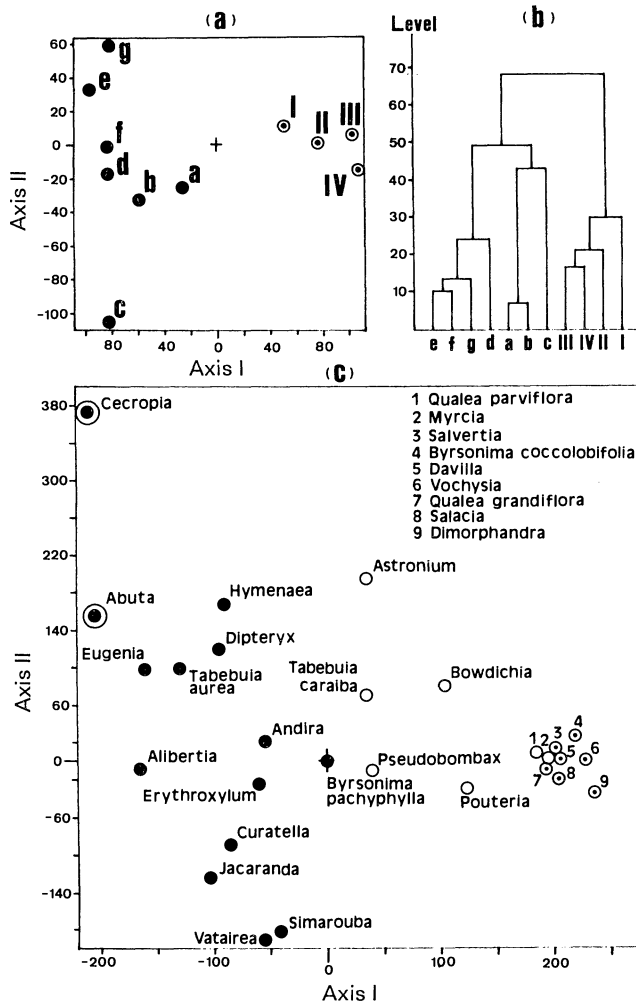 (a)
60
40
20
0
-20
-40
-60
-80
-100
Axis II
g
e
f
d
b
a
c
I
II
III
IV
80 40 0 40 80
Axis I
(b)
Level
70
60
50
40
30
20
10
e f g d a b c III IV II I
(c)
380
300
220
140
60
0
-60
-140
Axis II
1 Qualea parviflora
2 Myrcia
3 Salvertia
4 Byrsonima coccolobifolia
5 Davilla
6 Vochysia
7 Qualea grandiflora
8 Salacia
9 Dimorphandra
Cecropia
Astronium
Abuta
Hymenaea
Dipteryx
Eugenia
Tabebuia
aurea
Tabebuia
caraiba
Bowdichia
Andira
Alibertia
Erythroxylum
Pseudobombax
Byrsonima
pachyphylla
Pouteria
1 2 3 4 5 6 7 8 9
Curatella
Jacaranda
Simarouba
Vatairea
-200 -100 0 100 200
Axis I